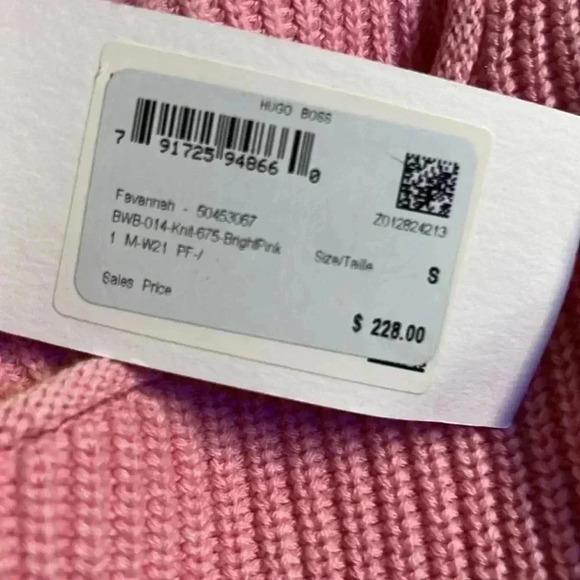 HUGO BOSS
7 91725 94866 0
Z012824213
Favannah - 50453067
BWB-014-Knit-675-BrightPink
1 M-W21 PF-/
Size/Taille S
Sales Price
$ 228.00